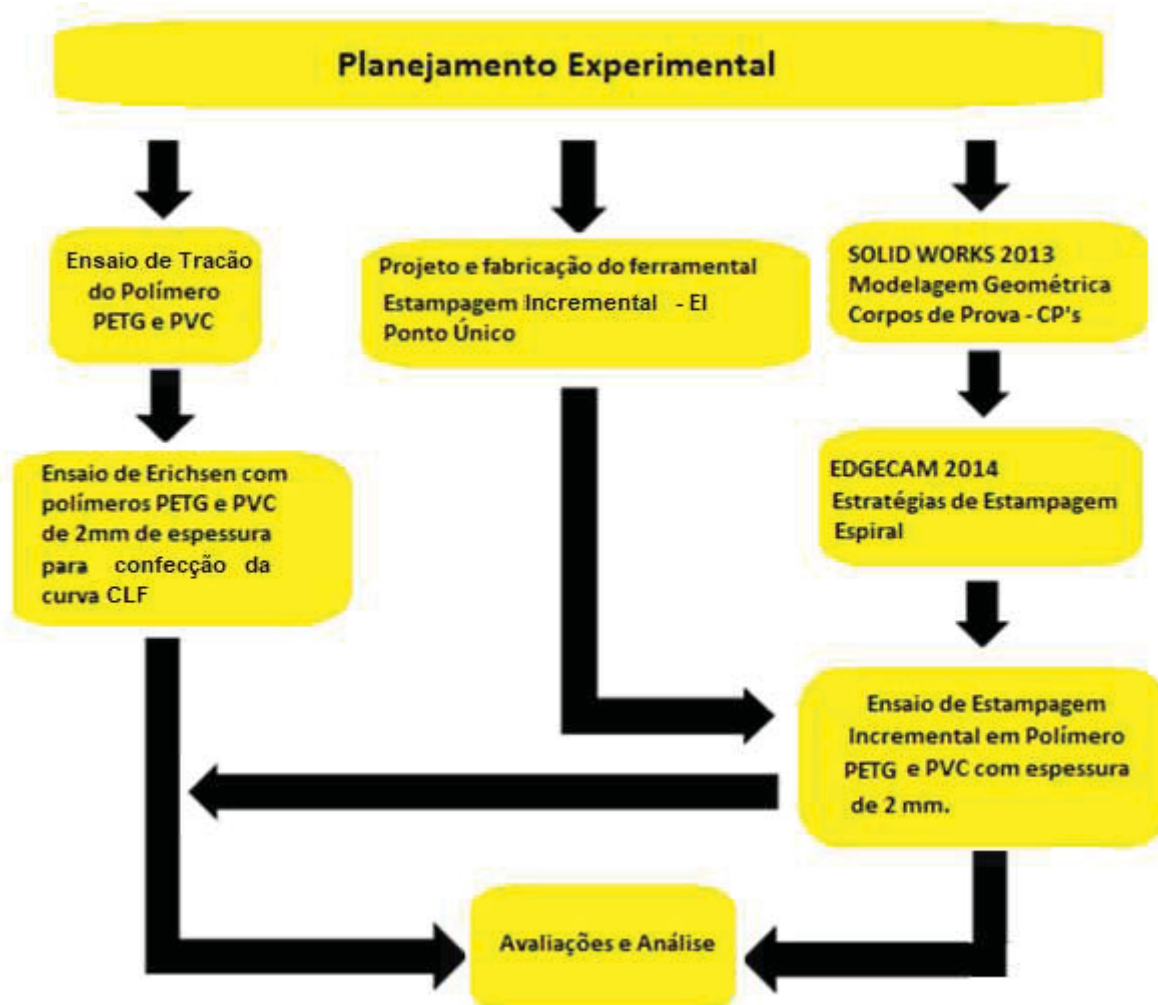 Planejamento Experimental
Ensaio de Tracão
do Polímero
PETG e PVC
Projeto e fabricação do ferramental
Estampagem Incremental - EI
Ponto Único
SOLID WORKS 2013
Modelagem Geométrica
Corpos de Prova - CP's
Ensaio de Erichsen com
polímeros PETG e PVC
de 2mm de espessura
para confecção da
curva CLF
EDGECAM 2014
Estratégias de Estampagem
Espiral
Ensaio de Estampagem
Incremental em Polímero
PETG e PVC com espessura
de 2 mm.
Avaliações e Análise